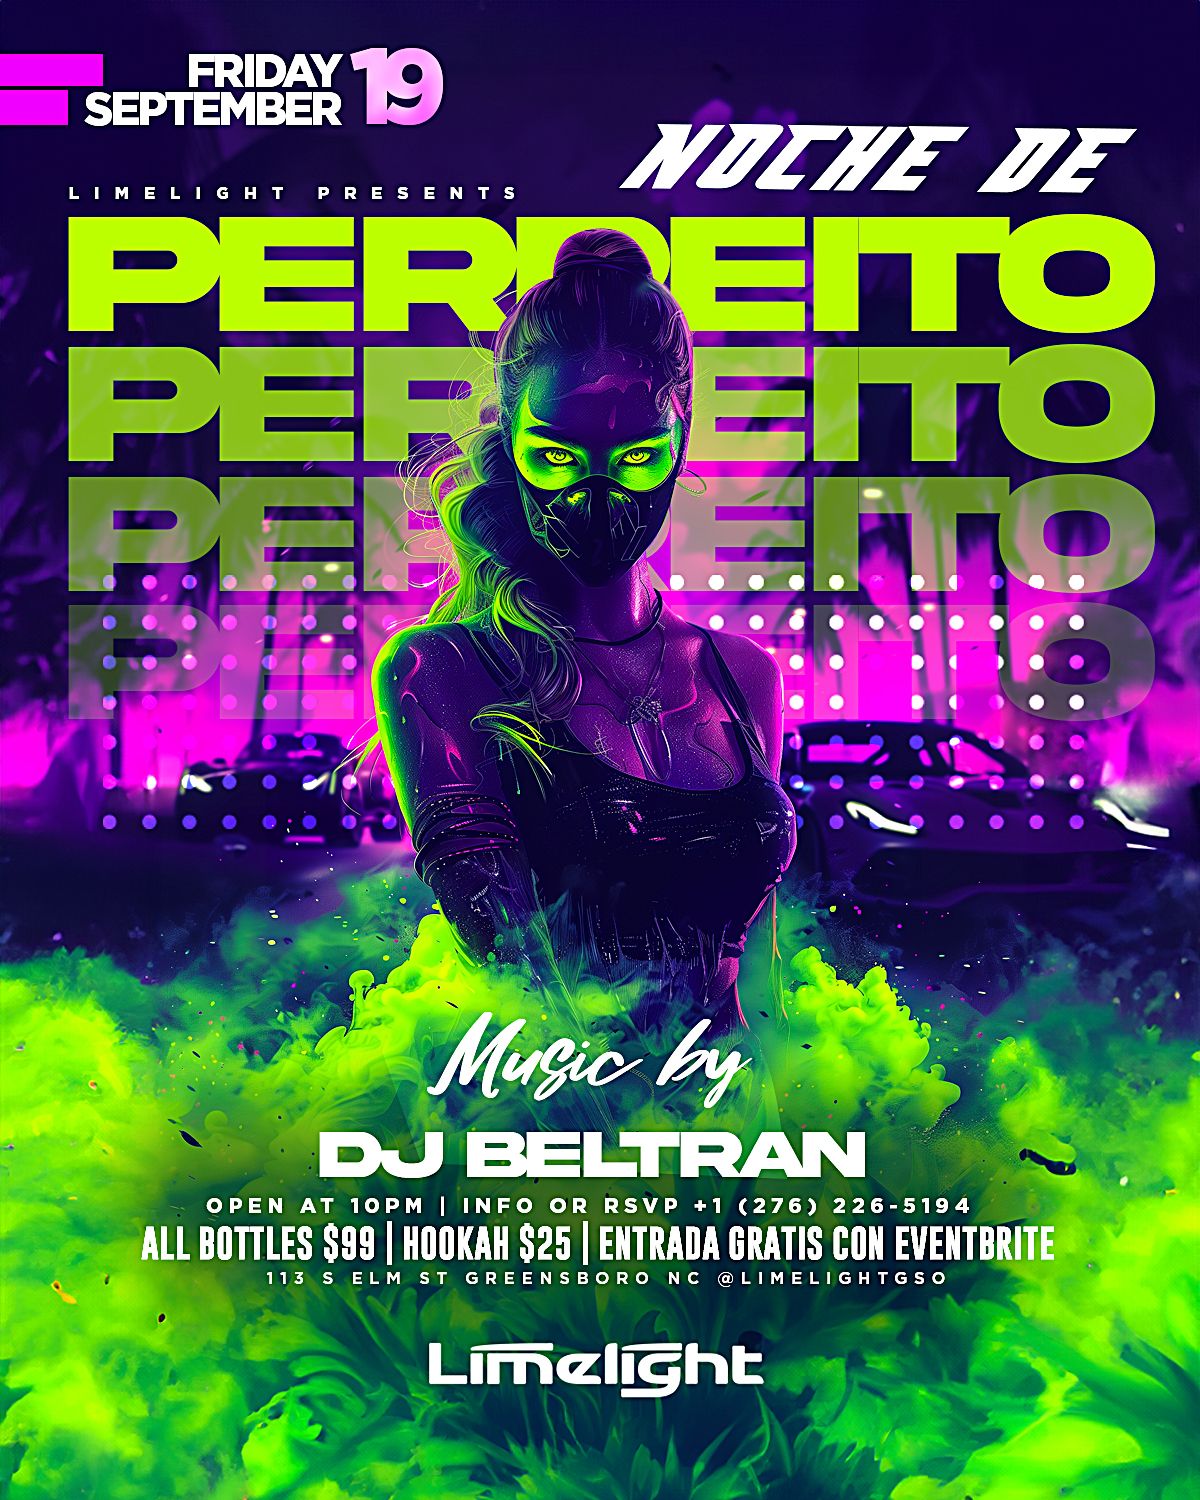 FRIDAY
SEPTEMBER 19
NOCHE DE
LIMELIGHT PRESENTS
PERREITO
PERREITO
PERREITO
PERREITO
Music by
DJ BELTRAN
OPEN AT 10PM | INFO OR RSVP +1 (276) 226-5194
ALL BOTTLES $99 | HOOKAH $25 | ENTRADA GRATIS CON EVENTBRITE
113 S ELM ST GREENSBORO NC @LIMELIGHTGSO
Limelight